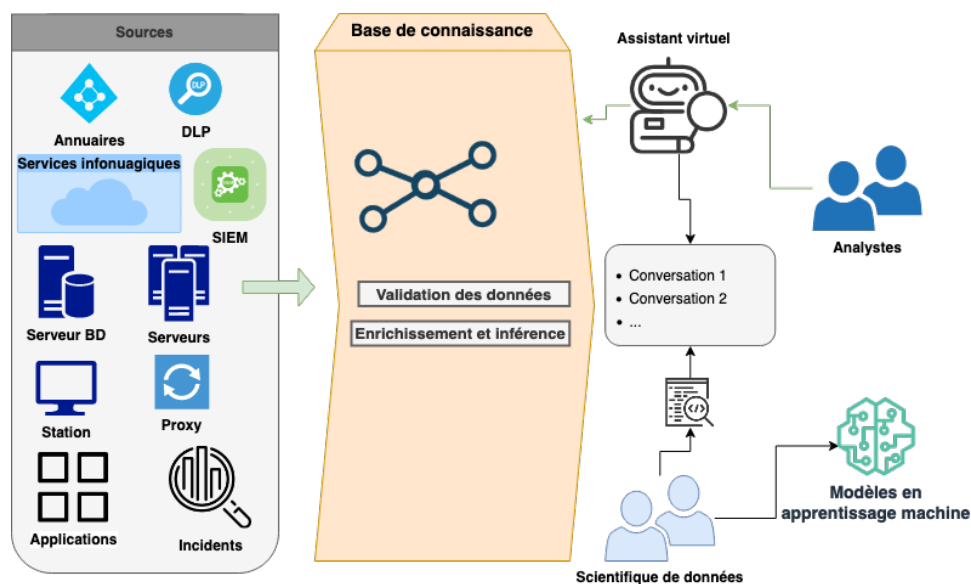 Sources
Annuaires
DLP
DLP
Services infonuagiques
SIEM
Serveur BD
Serveurs
Station
Proxy
Applications
Incidents
Base de connaissance
Validation des données
Enrichissement et inférence
Assistant virtuel
Analystes
• Conversation 1
• Conversation 2
• ...
</>
Modèles en
apprentissage machine
Scientifique de données